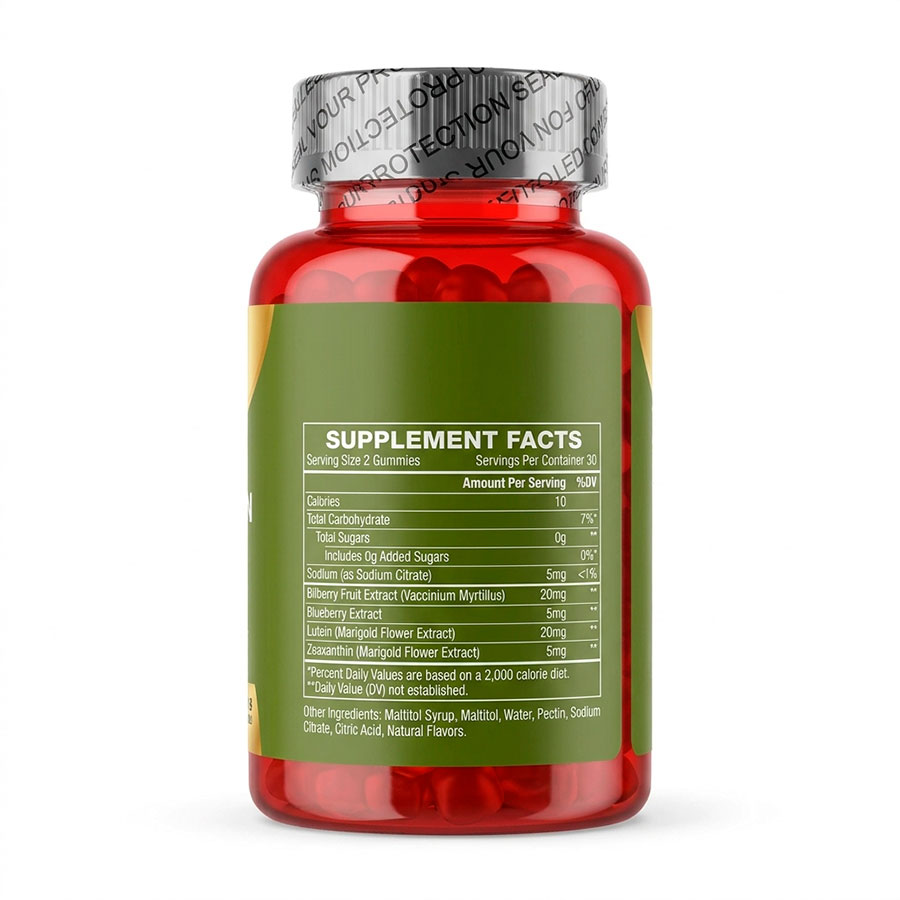 SEAL YOUR PRO
PROTECTION
PROTECTION SEAL
SUPPLEMENT FACTS
Serving Size 2 Gummies Servings Per Container 30
Amount Per Serving %DV
Calories 10
Total Carbohydrate 7%*
Total Sugars 0g **
Includes 0g Added Sugars 0%*
Sodium (as Sodium Citrate) 5mg <1%
Bilberry Fruit Extract (Vaccinium Myrtillus) 20mg **
Blueberry Extract 5mg **
Lutein (Marigold Flower Extract) 20mg **
Zeaxanthin (Marigold Flower Extract) 5mg **
*Percent Daily Values are based on a 2,000 calorie diet.
**Daily Value (DV) not established.
Other Ingredients: Maltitol Syrup, Maltitol, Water, Pectin, Sodium
Citrate, Citric Acid, Natural Flavors.